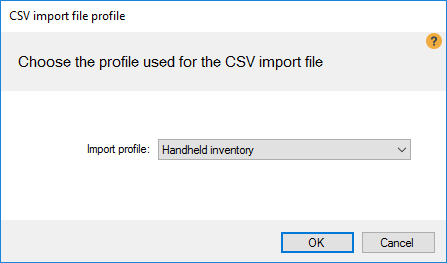 CSV import file profile
?
Choose the profile used for the CSV import file
Import profile: Handheld inventory
OK Cancel